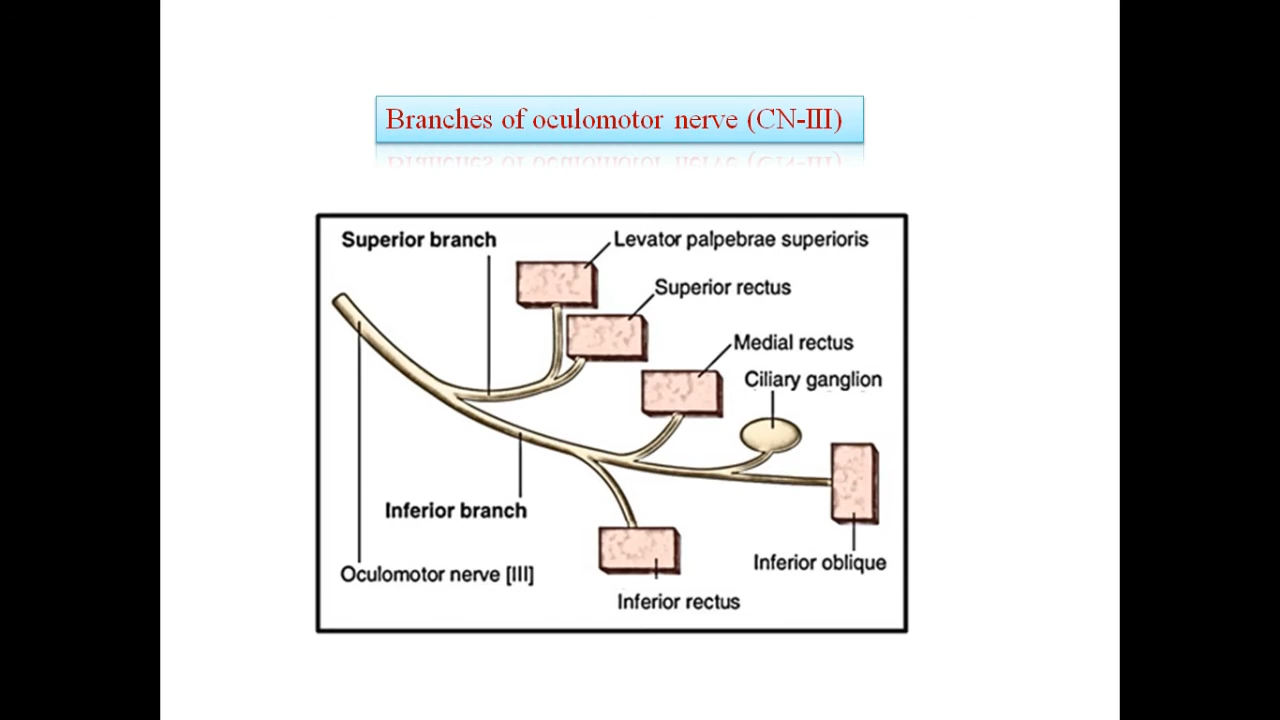 Branches of oculomotor nerve (CN-III)
Superior branch
Levator palpebrae superioris
Superior rectus
Medial rectus
Ciliary ganglion
Inferior branch
Inferior oblique
Oculomotor nerve [III]
Inferior rectus